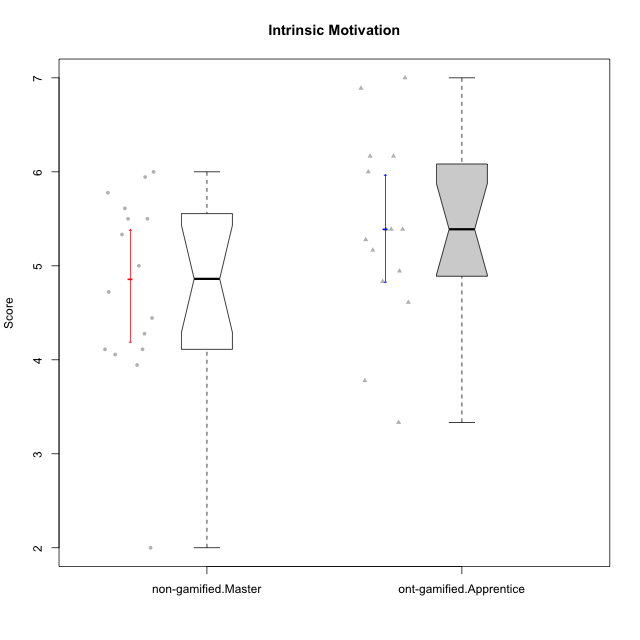 Intrinsic Motivation
Score
7
6
5
4
3
2
non-gamified.Master
ont-gamified.Apprentice